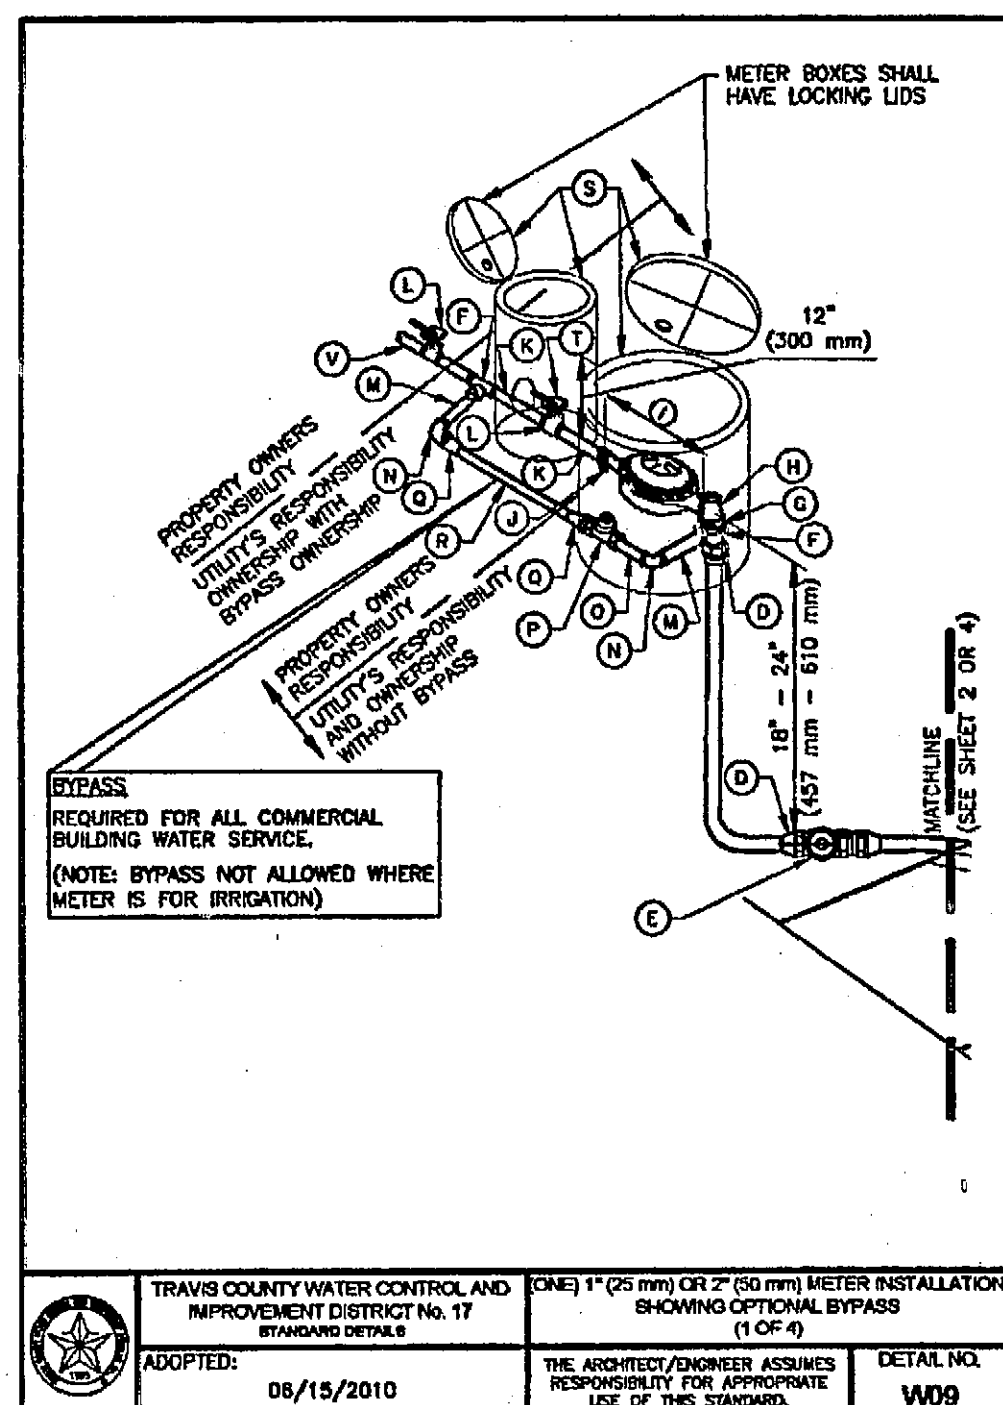 METER BOXES SHALL
HAVE LOCKING LIDS
S
12"
(300 mm)
L
F
K
T
V
M
L
N
Q
K
H
G
F
J
R
Q
D
P
O
N
M
PROPERTY OWNERS
RESPONSIBILITY
UTILITY'S RESPONSIBILITY
OWNERSHIP WITH
BYPASS OWNERSHIP
PROPERTY OWNERS
RESPONSIBILITY
UTILITY'S RESPONSIBILITY
AND OWNERSHIP
WITHOUT BYPASS
18" - 24"
(457 mm - 610 mm)
MATCHLINE
(SEE SHEET 2 OR 4)
D
E
BYPASS
REQUIRED FOR ALL COMMERCIAL
BUILDING WATER SERVICE.
(NOTE: BYPASS NOT ALLOWED WHERE
METER IS FOR IRRIGATION)
TRAVIS COUNTY WATER CONTROL AND
IMPROVEMENT DISTRICT No. 17
STANDARD DETAILS
(ONE) 1" (25 mm) OR 2" (50 mm) METER INSTALLATION
SHOWING OPTIONAL BYPASS
(1 OF 4)
ADOPTED:
08/15/2010
THE ARCHITECT/ENGINEER ASSUMES
RESPONSIBILITY FOR APPROPRIATE
USE OF THIS STANDARD.
DETAIL NO.
W09